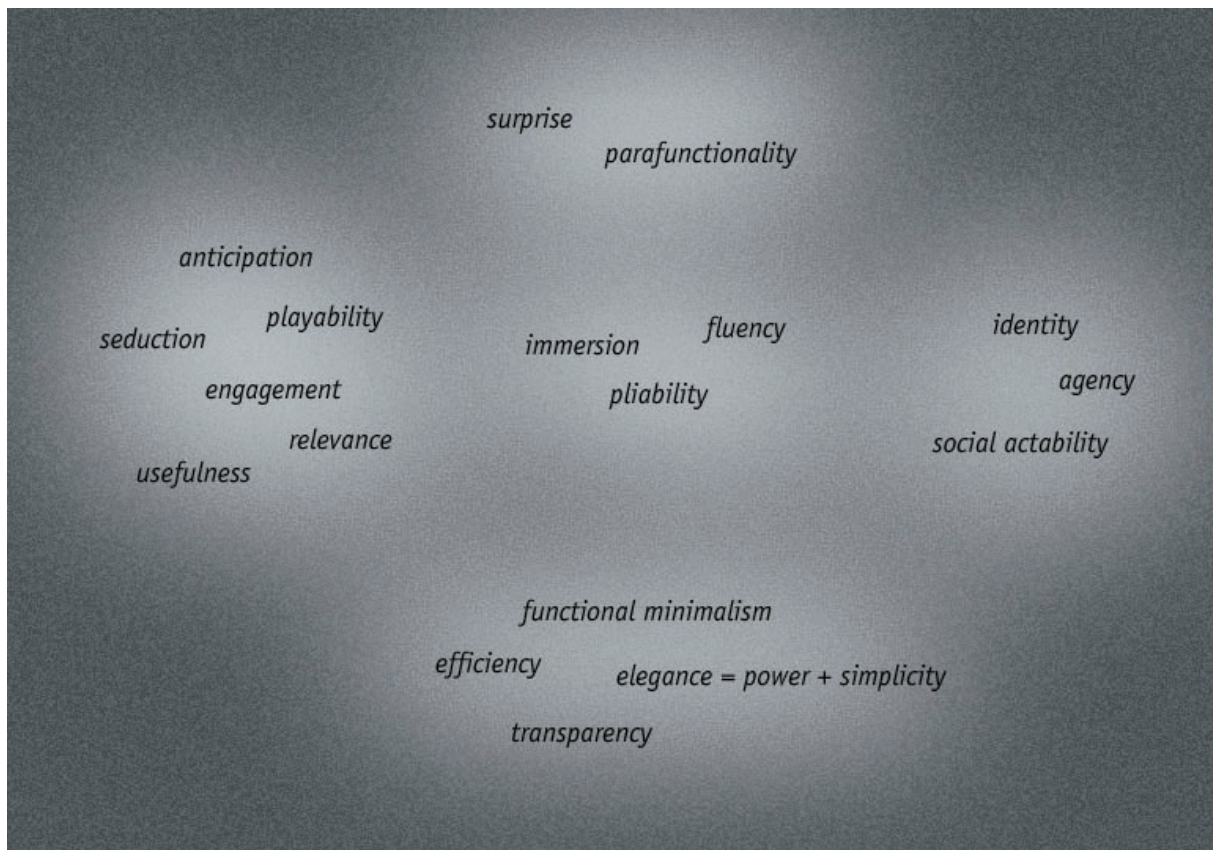 surprise
parafunctionality
anticipation
playability
seduction
engagement
relevance
usefulness
immersion
fluency
pliability
identity
agency
social actability
functional minimalism
efficiency
elegance = power + simplicity
transparency